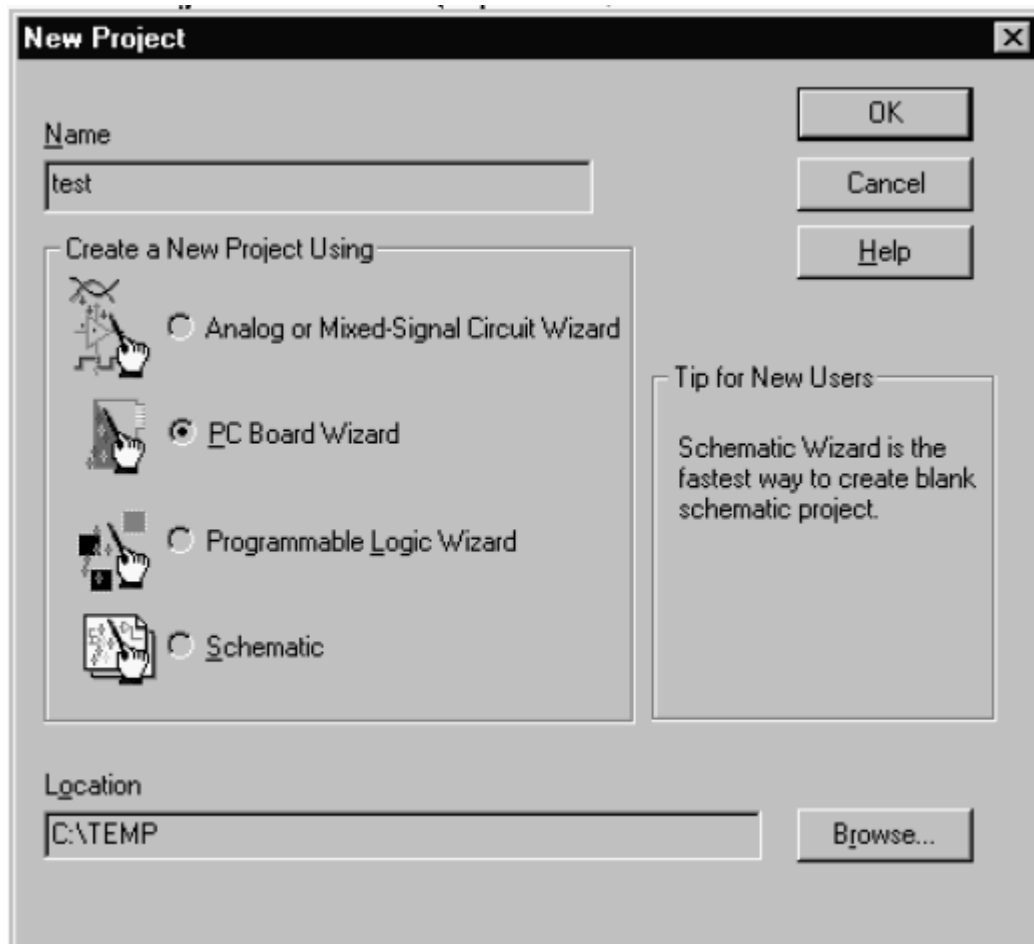 New Project
Name
test
OK
Cancel
Help
Create a New Project Using
Analog or Mixed-Signal Circuit Wizard
PC Board Wizard
Programmable Logic Wizard
Schematic
Tip for New Users
Schematic Wizard is the
fastest way to create blank
schematic project.
Location
C:\TEMP
Browse...